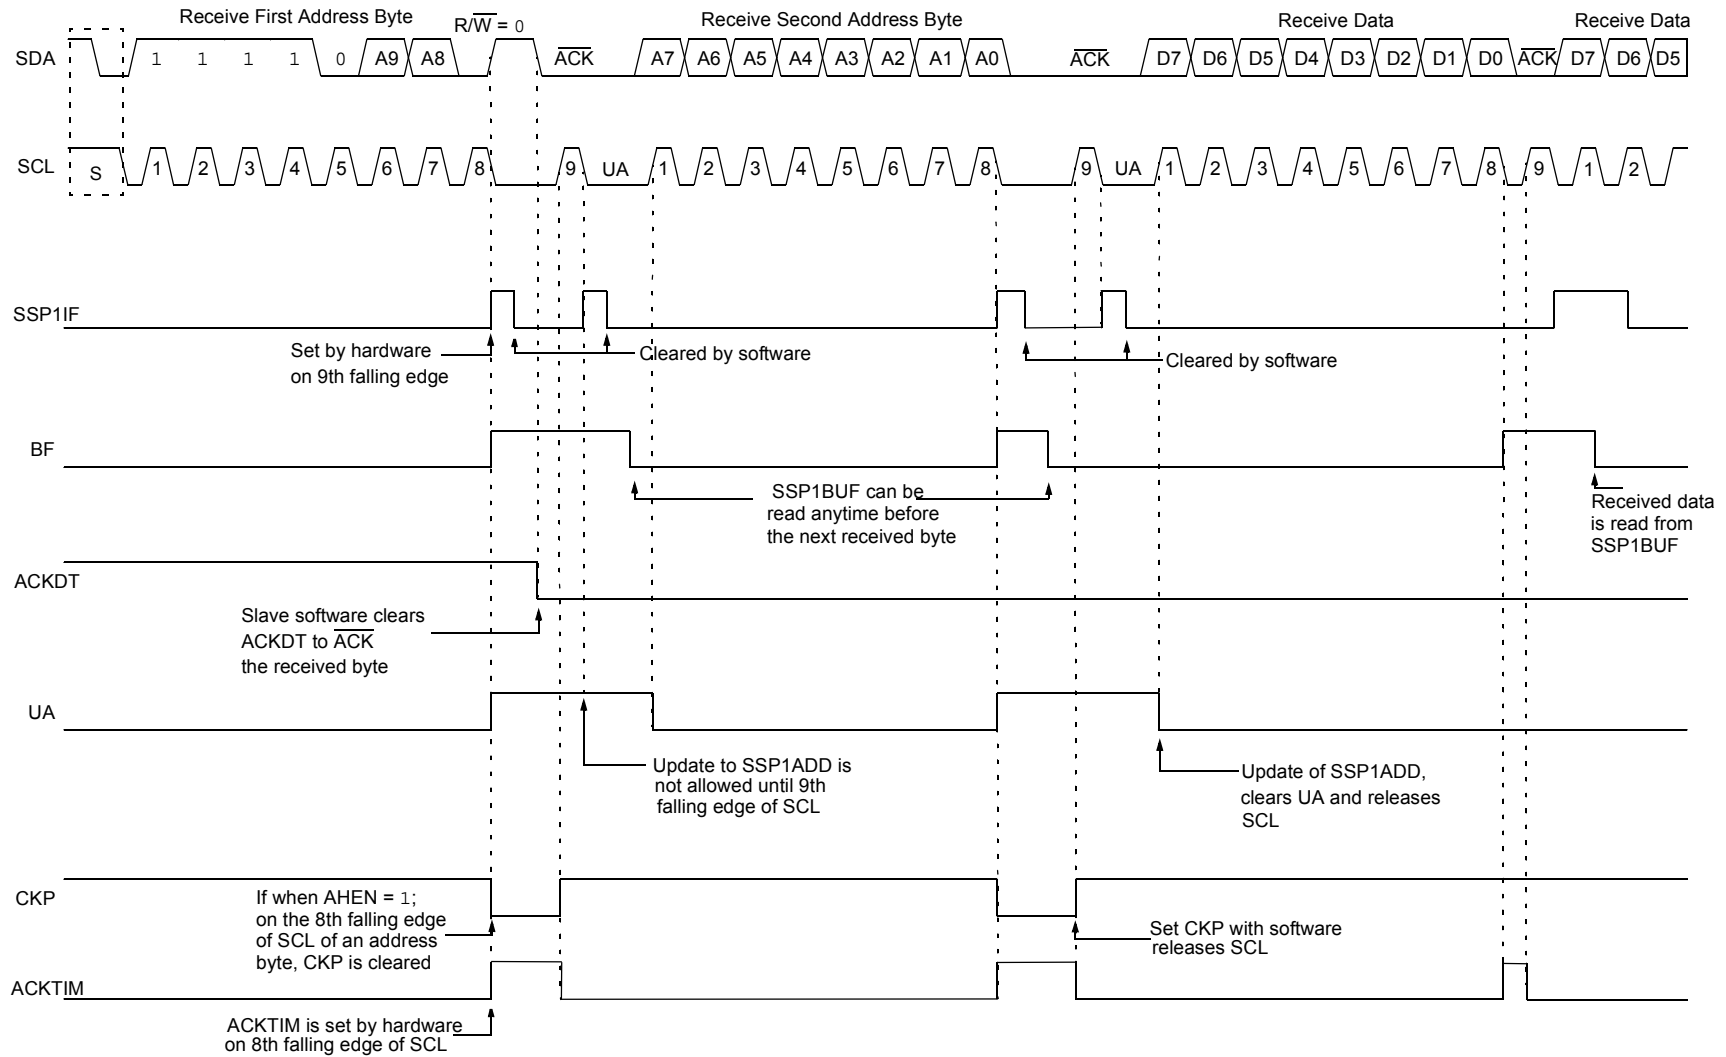 Receive First Address Byte
R/W = 0
Receive Second Address Byte
Receive Data
Receive Data
SDA
1 1 1 1 0 A9 A8
ACK
A7 A6 A5 A4 A3 A2 A1 A0
ACK
D7 D6 D5 D4 D3 D2 D1 D0 ACK D7 D6 D5
SCL
S
1 2 3 4 5 6 7 8 9 UA 1 2 3 4 5 6 7 8 9 UA 1 2 3 4 5 6 7 8 9 1 2
SSP1IF
Set by hardware
on 9th falling edge
Cleared by software
Cleared by software
BF
SSP1BUF can be
read anytime before
the next received byte
Received data
is read from
SSP1BUF
ACKDT
Slave software clears
ACKDT to ACK
the received byte
UA
Update to SSP1ADD is
not allowed until 9th
falling edge of SCL
Update of SSP1ADD,
clears UA and releases
SCL
CKP
If when AHEN = 1;
on the 8th falling edge
of SCL of an address
byte, CKP is cleared
Set CKP with software
releases SCL
ACKTIM
ACKTIM is set by hardware
on 8th falling edge of SCL